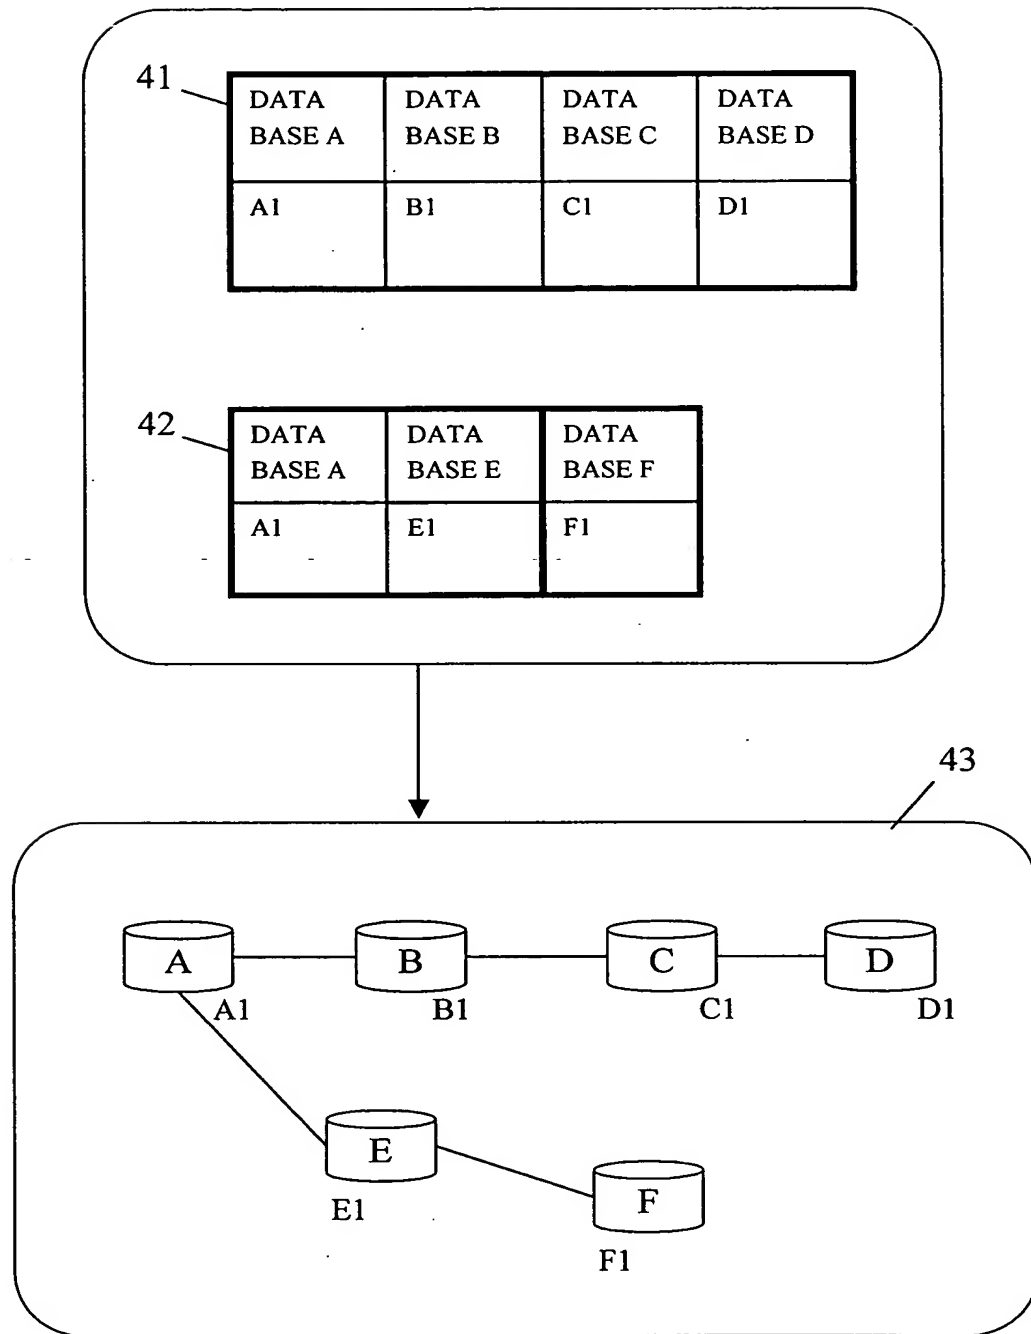 41
DATA BASE A DATA BASE B DATA BASE C DATA BASE D
A1 B1 C1 D1
42
DATA BASE A DATA BASE E DATA BASE F
A1 E1 F1
43
A B C D
A1 B1 C1 D1
E
F
E1
F1